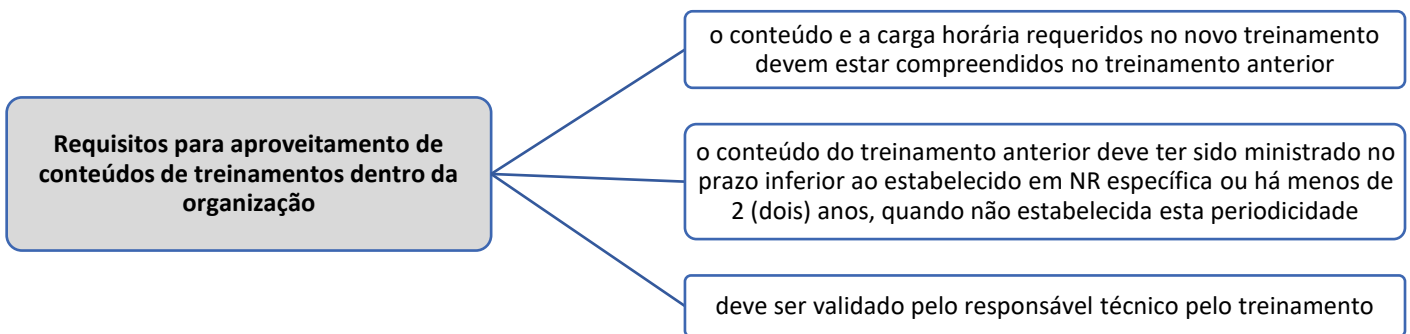 Requisitos para aproveitamento de
conteúdos de treinamentos dentro da
organização
o conteúdo e a carga horária requeridos no novo treinamento
devem estar compreendidos no treinamento anterior
o conteúdo do treinamento anterior deve ter sido ministrado no
prazo inferior ao estabelecido em NR específica ou há menos de
2 (dois) anos, quando não estabelecida esta periodicidade
deve ser validado pelo responsável técnico pelo treinamento